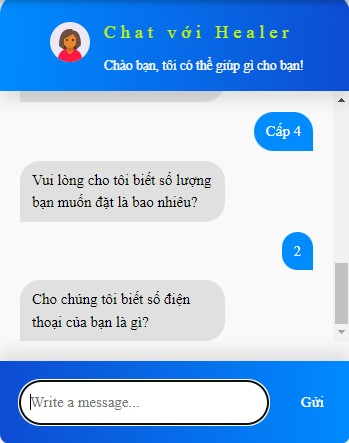 Chat với Healer
Chào bạn, tôi có thể giúp gì cho bạn!
Cấp 4
Vui lòng cho tôi biết số lượng
bạn muốn đặt là bao nhiêu?
2
Cho chúng tôi biết số điện
thoại của bạn là gì?
Write a message...
Gửi